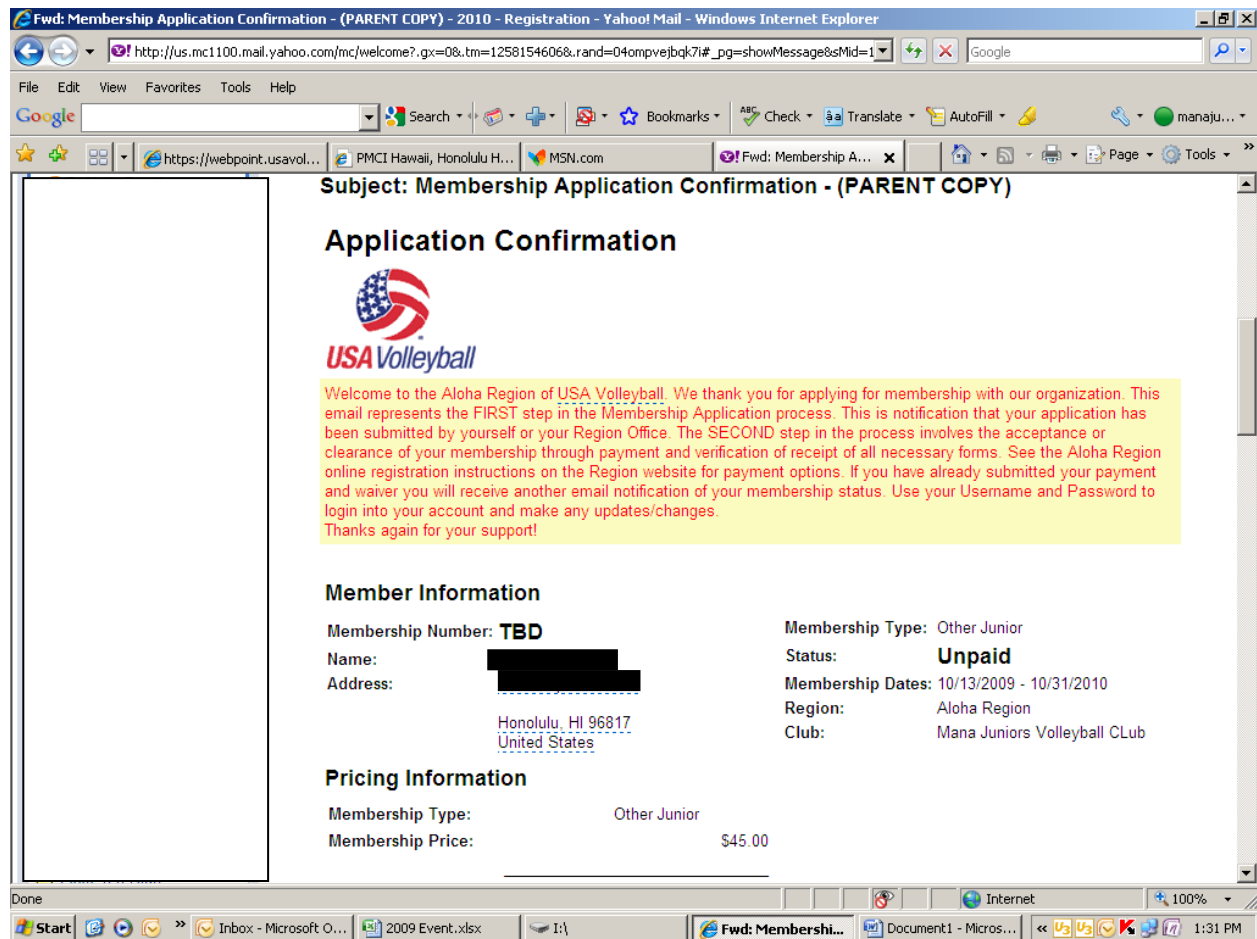 Fwd: Membership Application Confirmation - (PARENT COPY) - 2010 - Registration - Yahoo! Mail - Windows Internet Explorer
http://us.mc1100.mail.yahoo.com/mc/welcome?.gx=0&.tm=1258154606&.rand=04ompvejbqk7i#_pg=showMessage&sMid=1
Google
File Edit View Favorites Tools Help
Google Search Bookmarks ABC Check Translate AutoFill manaju...
https://webpoint.usavol... PMCI Hawaii, Honolulu H... MSN.com Fwd: Membership A... Page Tools
Subject: Membership Application Confirmation - (PARENT COPY)
Application Confirmation
USA Volleyball
Welcome to the Aloha Region of USA Volleyball. We thank you for applying for membership with our organization. This
email represents the FIRST step in the Membership Application process. This is notification that your application has
been submitted by yourself or your Region Office. The SECOND step in the process involves the acceptance or
clearance of your membership through payment and verification of receipt of all necessary forms. See the Aloha Region
online registration instructions on the Region website for payment options. If you have already submitted your payment
and waiver you will receive another email notification of your membership status. Use your Username and Password to
login into your account and make any updates/changes.
Thanks again for your support!
Member Information
Membership Number: TBD
Name:
Address:
Honolulu, HI 96817
United States
Membership Type: Other Junior
Status: Unpaid
Membership Dates: 10/13/2009 - 10/31/2010
Region: Aloha Region
Club: Mana Juniors Volleyball CLub
Pricing Information
Membership Type: Other Junior
Membership Price: $45.00
Done Internet 100%
Start Inbox - Microsoft O... 2009 Event.xlsx I:\ Fwd: Membershi... Document1 - Micros... 1:31 PM